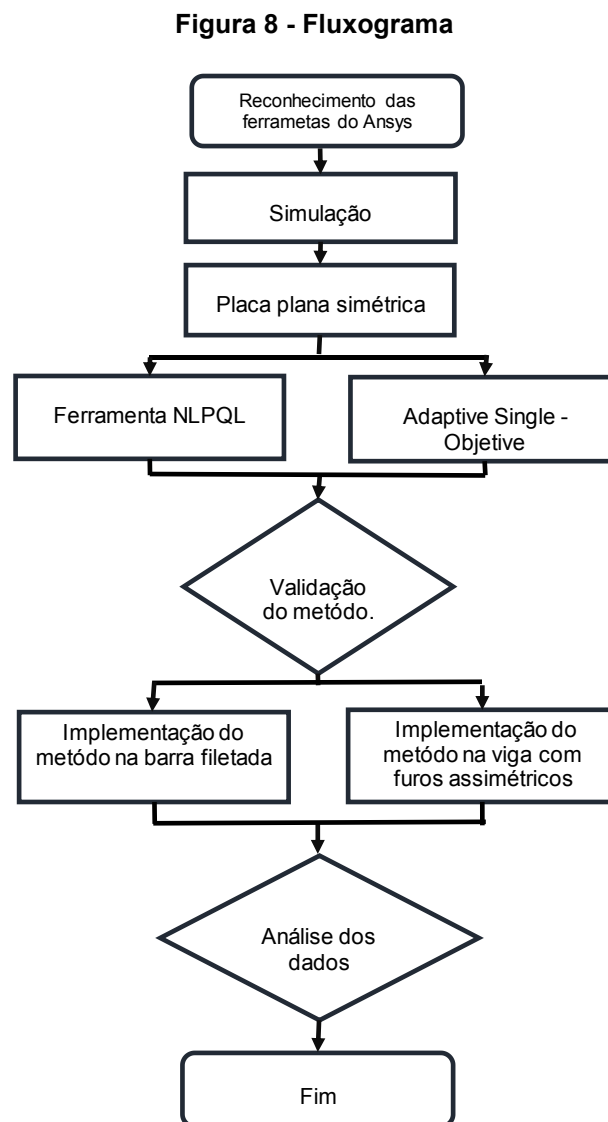 Figura 8 - Fluxograma
Reconhecimento das
ferrametas do Ansys
Simulação
Placa plana simétrica
Ferramenta NLPQL
Adaptive Single -
Objetive
Validação
do metódo.
Implementação do
metódo na barra filetada
Implementação do
metódo na viga com
furos assimétricos
Análise dos
dados
Fim